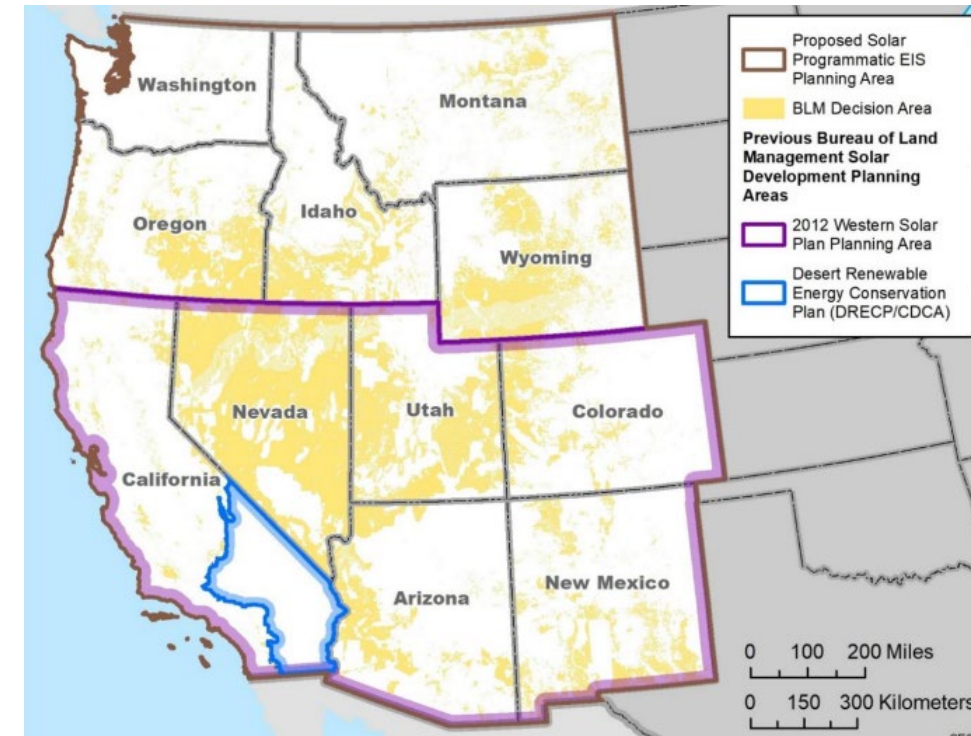 Washington
Montana
Oregon
Idaho
Wyoming
Nevada
Utah
Colorado
California
Arizona
New Mexico
Proposed Solar
Programmatic EIS
Planning Area
BLM Decision Area
Previous Bureau of Land
Management Solar
Development Planning
Areas
2012 Western Solar
Plan Planning Area
Desert Renewable
Energy Conservation
Plan (DRECP/CDCA)
0 100 200 Miles
0 150 300 Kilometers